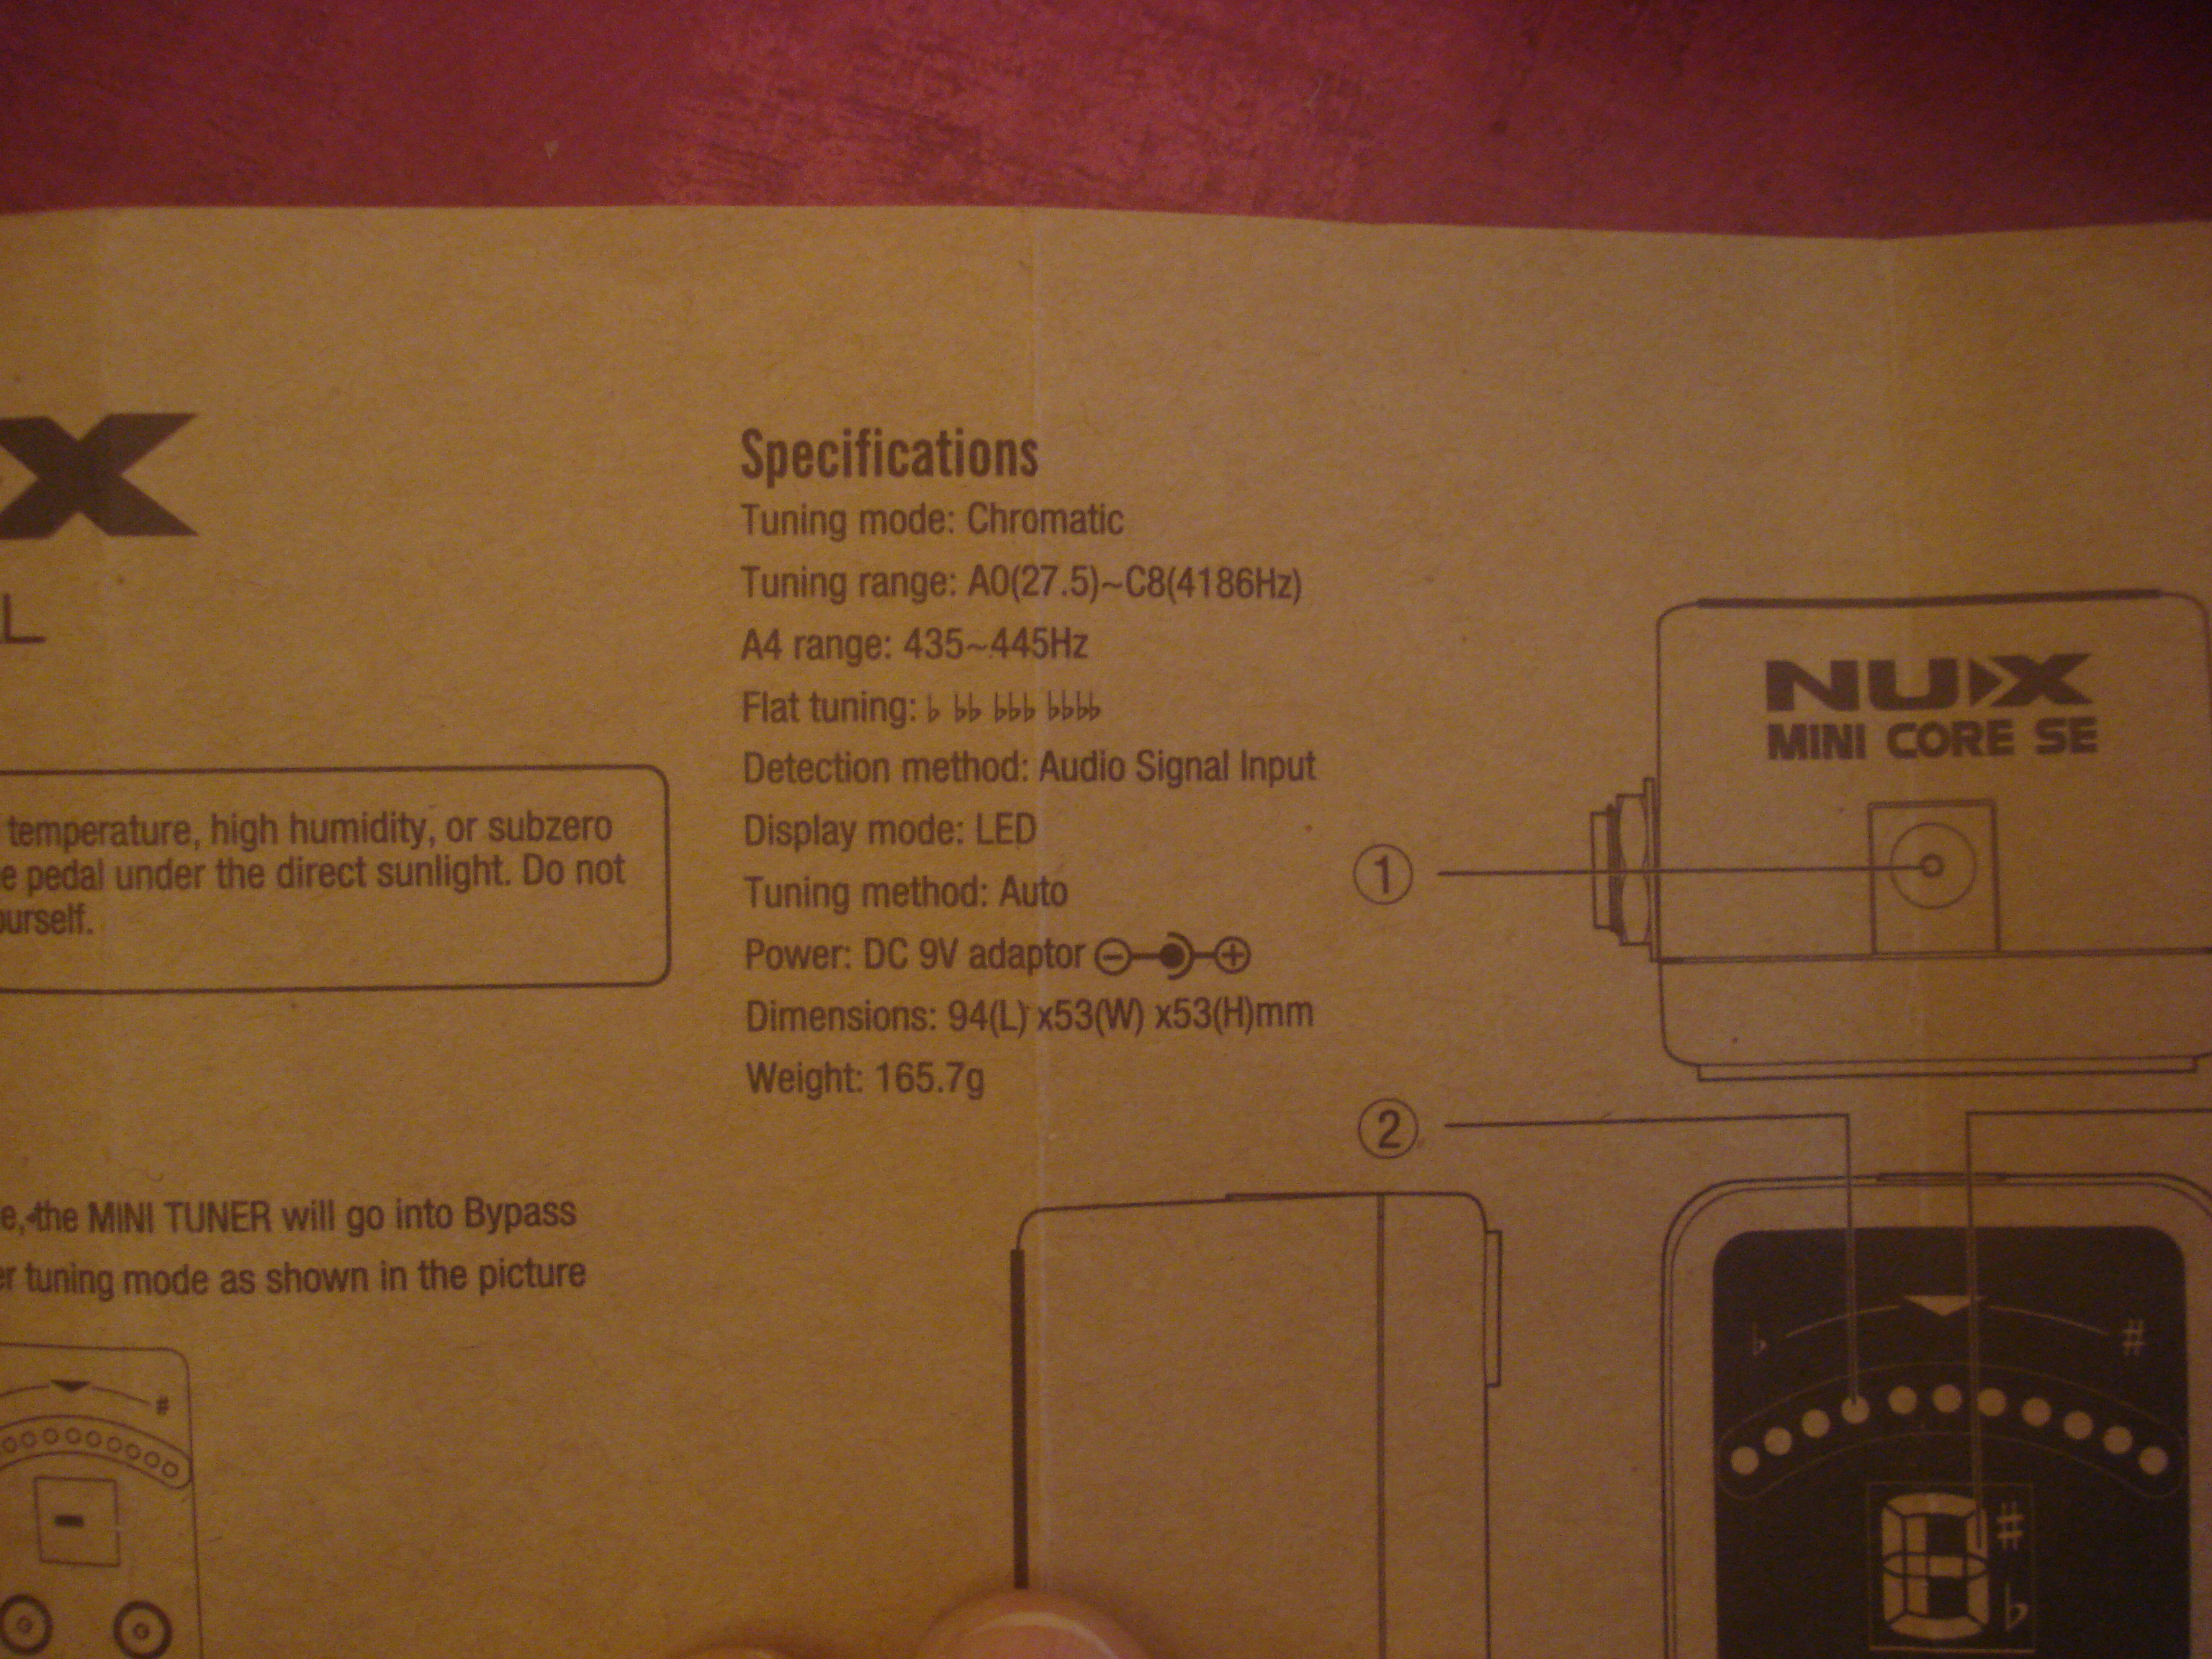 X
L
temperature, high humidity, or subzero
pedal under the direct sunlight. Do not
Specifications
Tuning mode: Chromatic
Tuning range: A0(27.5)~C8(4186Hz)
A4 range: 435~445Hz
Flat tuning: ♭ ♭♭ ♭♭♭ ♭♭♭♭
Detection method: Audio Signal Input
Display mode: LED
Tuning method: Auto
Power: DC 9V adaptor ⊖ ⊕
Dimensions: 94(L) x53(W) x53(H)mm
Weight: 165.7g
the MINI TUNER will go into Bypass
tuning mode as shown in the picture
#
-
NUX
MINI CORE SE
①
②
♭ #
8 #
♭